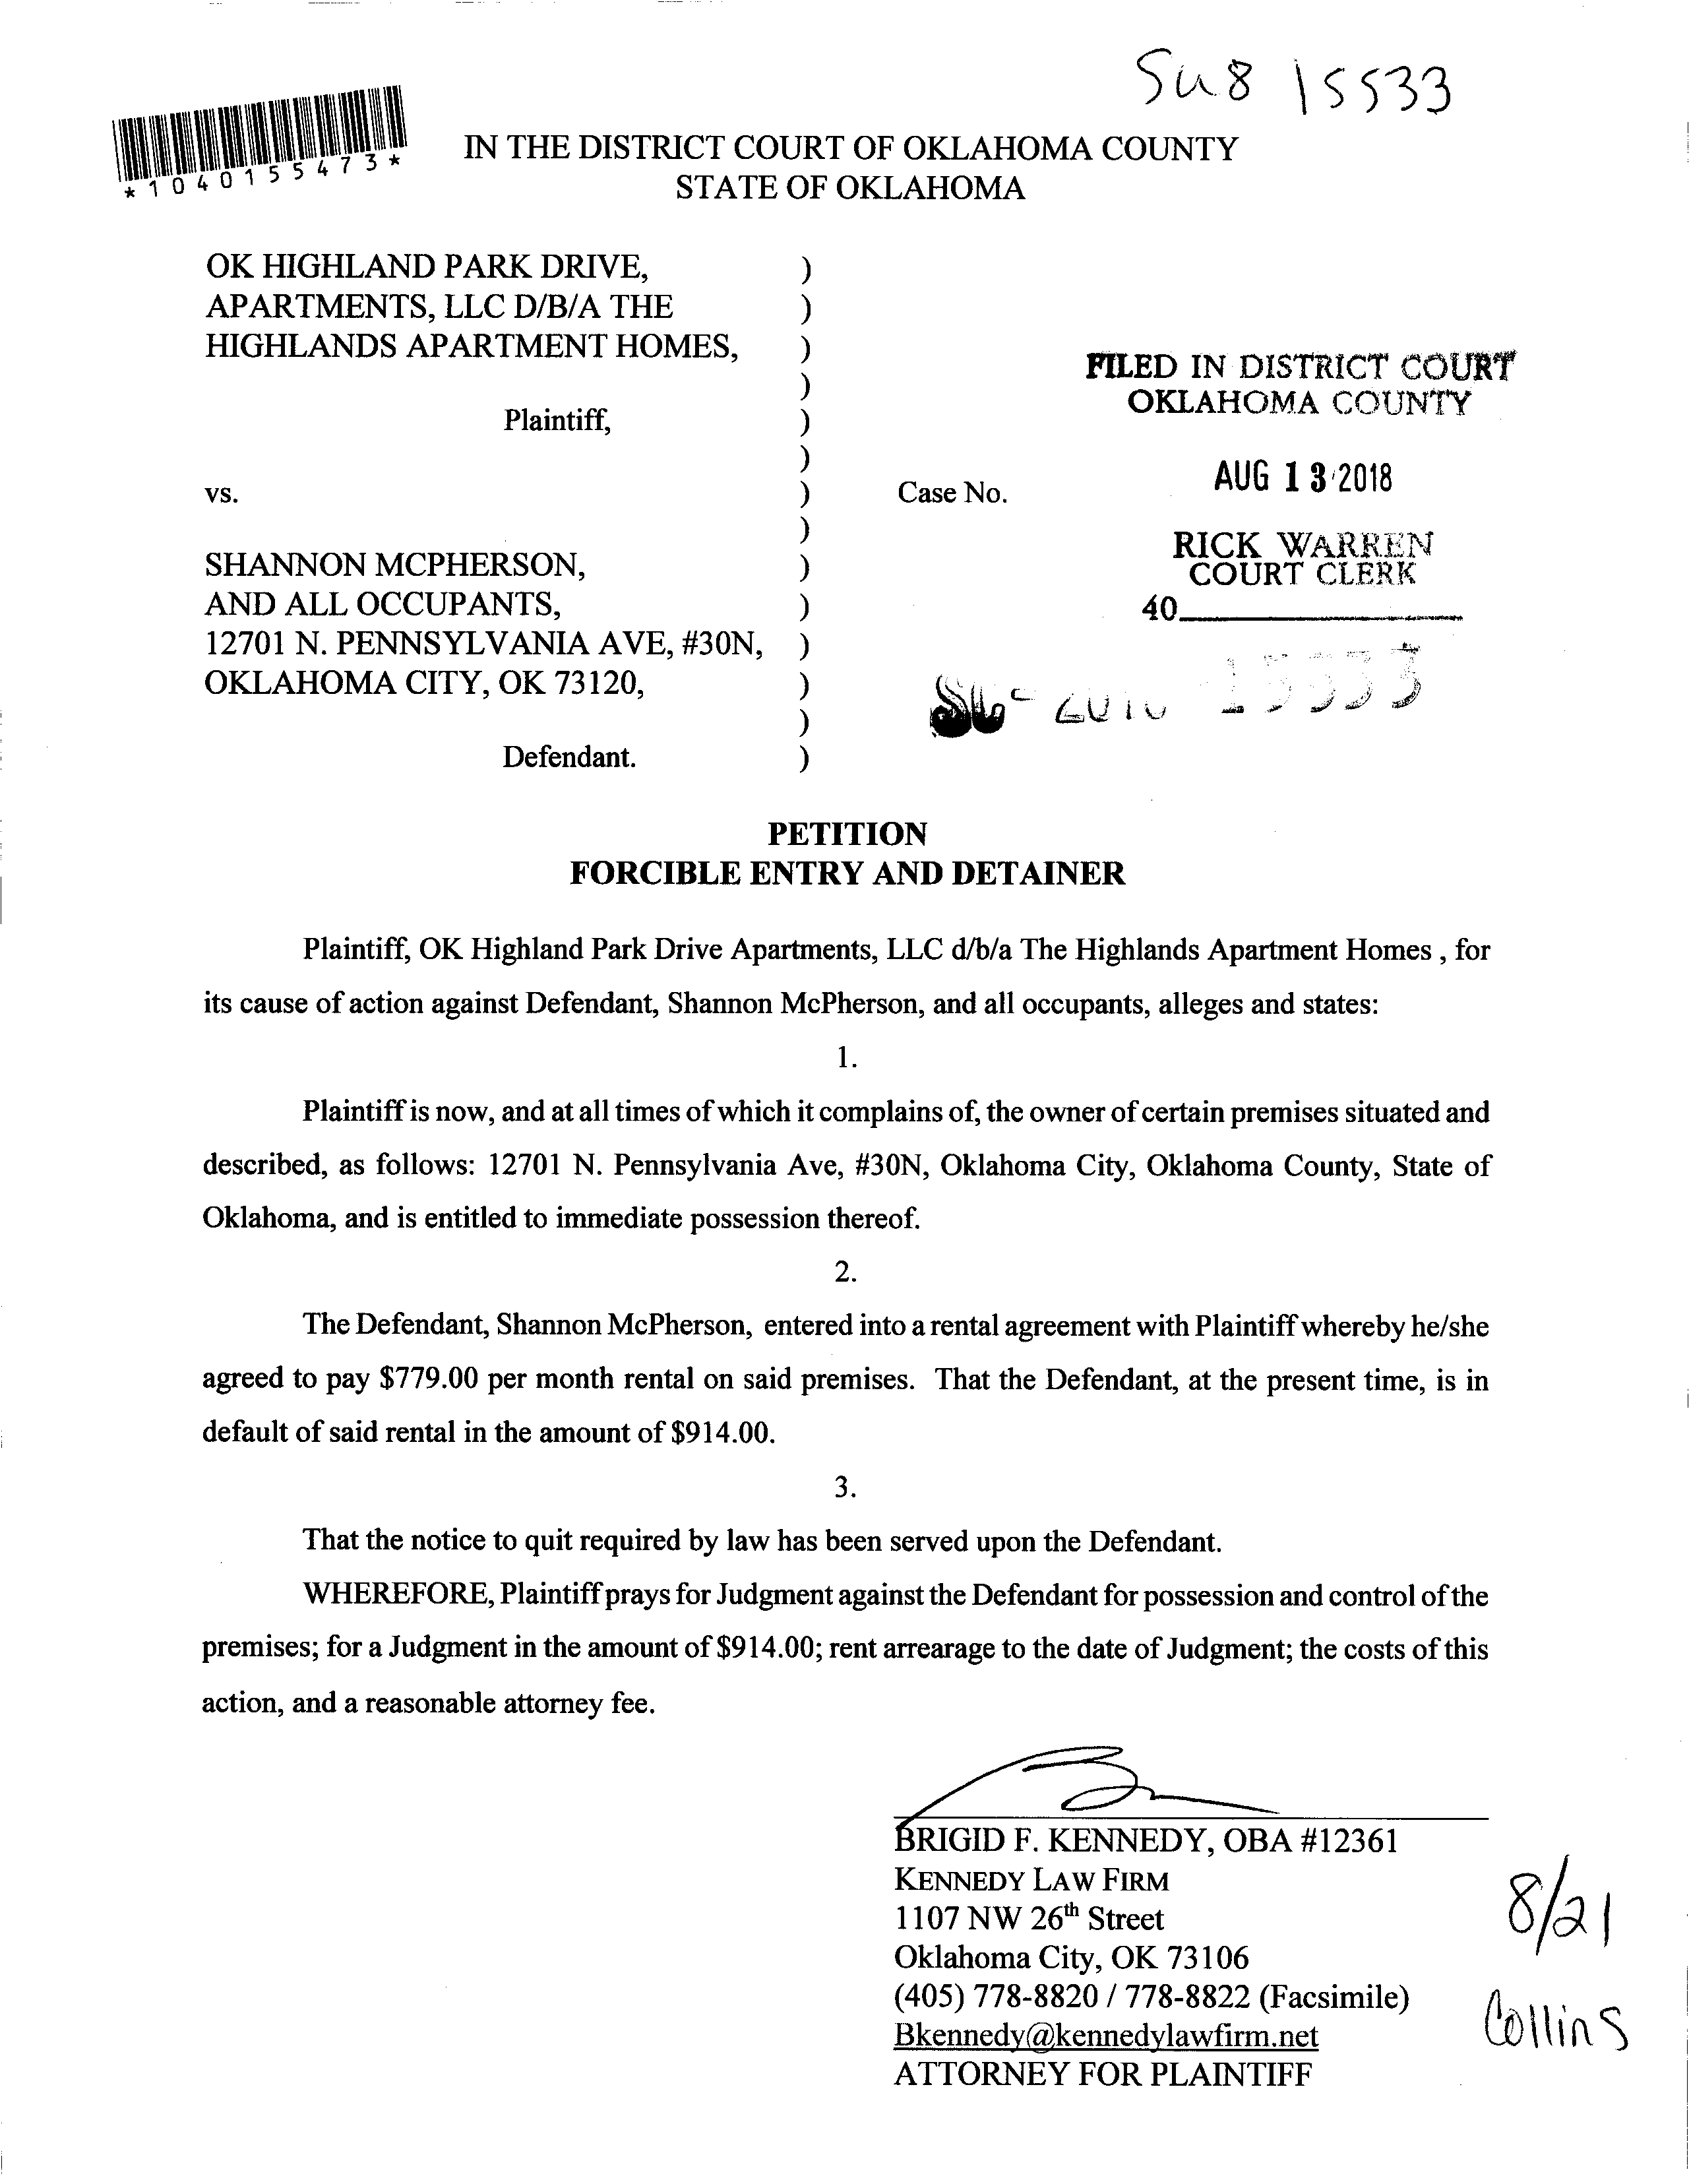 Su8 15533
*1040155473*
IN THE DISTRICT COURT OF OKLAHOMA COUNTY
STATE OF OKLAHOMA
OK HIGHLAND PARK DRIVE, )
APARTMENTS, LLC D/B/A THE )
HIGHLANDS APARTMENT HOMES, )
)
Plaintiff, )
)
vs. ) Case No.
)
SHANNON MCPHERSON, )
AND ALL OCCUPANTS, )
12701 N. PENNSYLVANIA AVE, #30N, )
OKLAHOMA CITY, OK 73120, )
)
Defendant. )
FILED IN DISTRICT COURT
OKLAHOMA COUNTY
AUG 13 2018
RICK WARREN
COURT CLERK
40
15533
PETITION
FORCIBLE ENTRY AND DETAINER
Plaintiff, OK Highland Park Drive Apartments, LLC d/b/a The Highlands Apartment Homes , for
its cause of action against Defendant, Shannon McPherson, and all occupants, alleges and states:
1.
Plaintiff is now, and at all times of which it complains of, the owner of certain premises situated and
described, as follows: 12701 N. Pennsylvania Ave, #30N, Oklahoma City, Oklahoma County, State of
Oklahoma, and is entitled to immediate possession thereof.
2.
The Defendant, Shannon McPherson, entered into a rental agreement with Plaintiff whereby he/she
agreed to pay $779.00 per month rental on said premises. That the Defendant, at the present time, is in
default of said rental in the amount of $914.00.
3.
That the notice to quit required by law has been served upon the Defendant.
WHEREFORE, Plaintiff prays for Judgment against the Defendant for possession and control of the
premises; for a Judgment in the amount of $914.00; rent arrearage to the date of Judgment; the costs of this
action, and a reasonable attorney fee.
BRIGID F. KENNEDY, OBA #12361
KENNEDY LAW FIRM
1107 NW 26th Street
Oklahoma City, OK 73106
(405) 778-8820 / 778-8822 (Facsimile)
Bkennedy@kennedylawfirm.net
ATTORNEY FOR PLAINTIFF
8/21
Collins